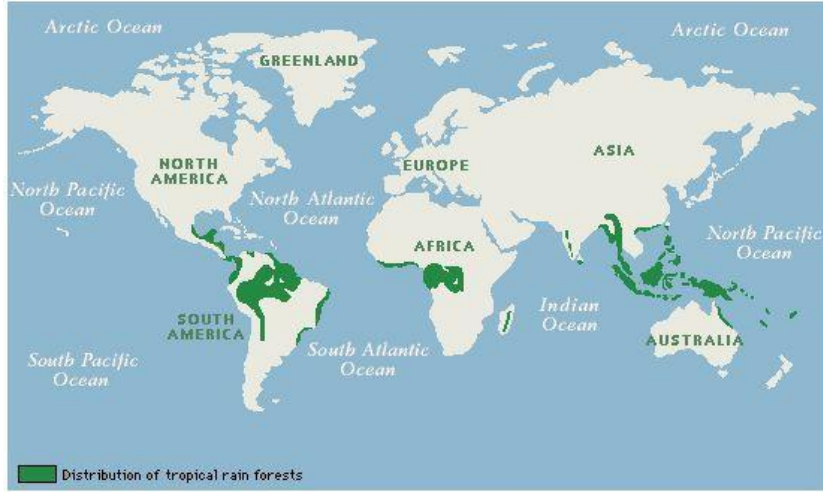 Arctic Ocean
Arctic Ocean
GREENLAND
NORTH
AMERICA
EUROPE
ASIA
North Pacific
Ocean
North Atlantic
Ocean
AFRICA
North Pacific
Ocean
Indian
Ocean
SOUTH
AMERICA
South Atlantic
Ocean
AUSTRALIA
South Pacific
Ocean
Distribution of tropical rain forests